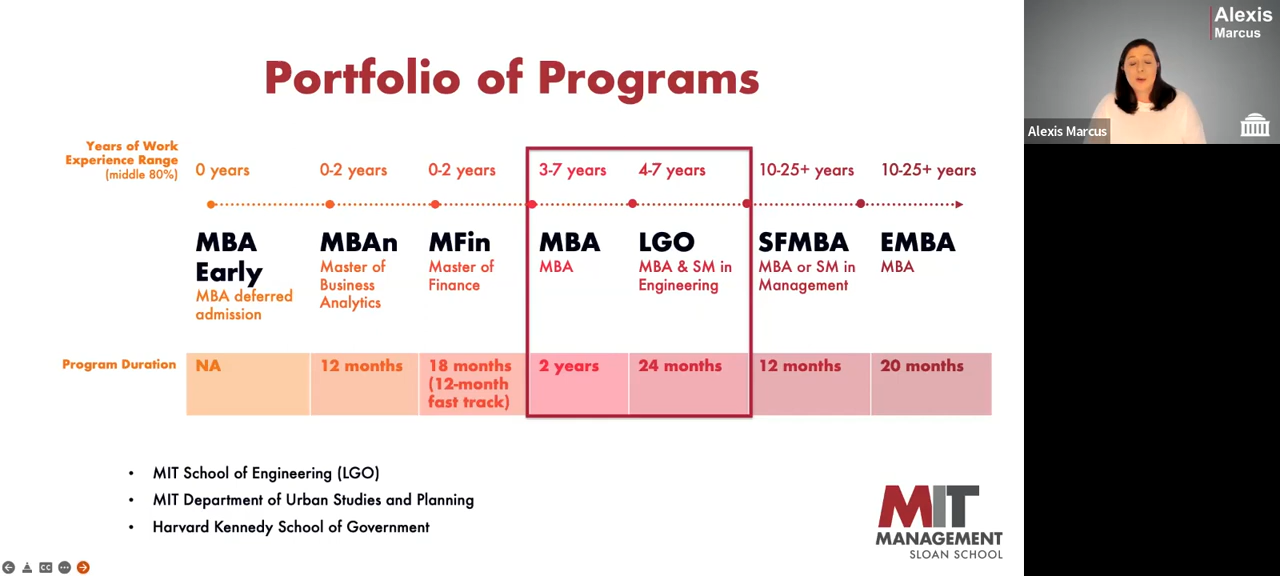 Portfolio of Programs
Years of Work
Experience Range
(middle 80%)
0 years
0-2 years
0-2 years
3-7 years
4-7 years
10-25+ years
10-25+ years
MBA
Early
MBA deferred
admission
MBAn
Master of
Business
Analytics
MFin
Master of
Finance
MBA
MBA
LGO
MBA & SM in
Engineering
SFMBA
MBA or SM in
Management
EMBA
MBA
Program Duration
NA
12 months
18 months
(12-month
fast track)
2 years
24 months
12 months
20 months
• MIT School of Engineering (LGO)
• MIT Department of Urban Studies and Planning
• Harvard Kennedy School of Government
MIT
MANAGEMENT
SLOAN SCHOOL
CC
Alexis
Marcus
Alexis Marcus